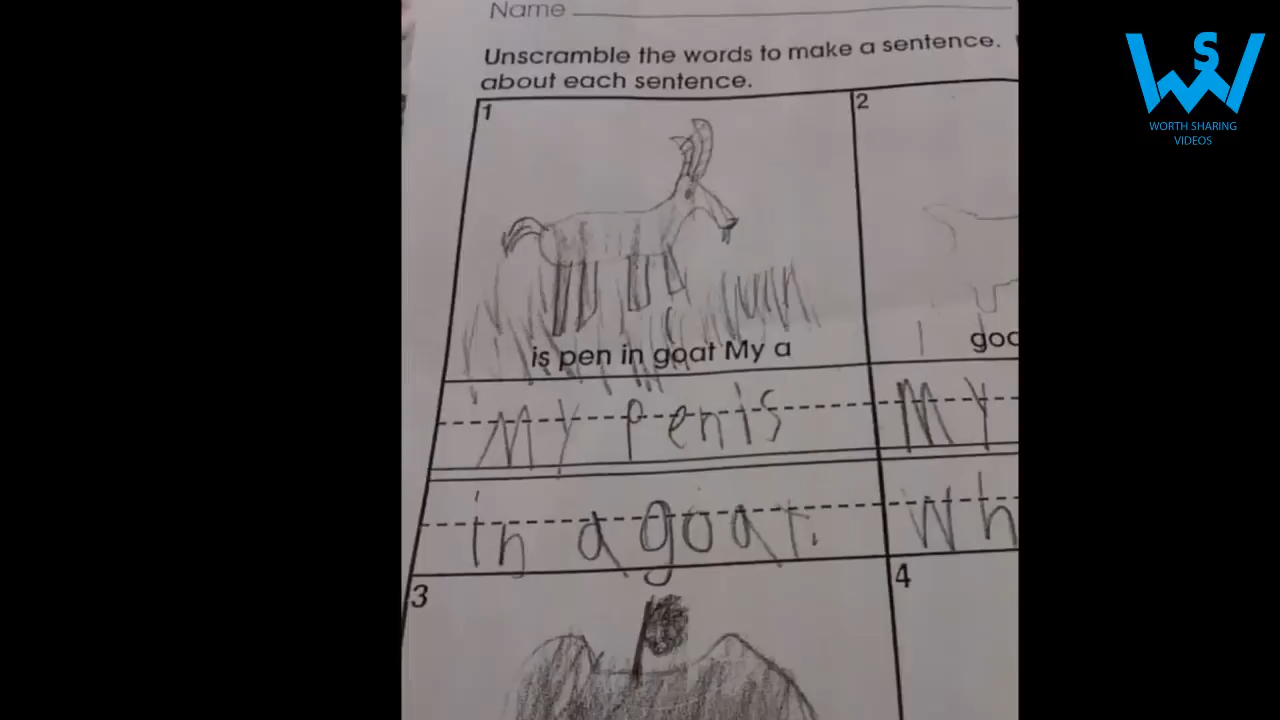 Name
Unscramble the words to make a sentence.
about each sentence.
1
2
is pen in goat My a
My penis
in a goat.
My
Wh
3
4
WORTH SHARING
VIDEOS